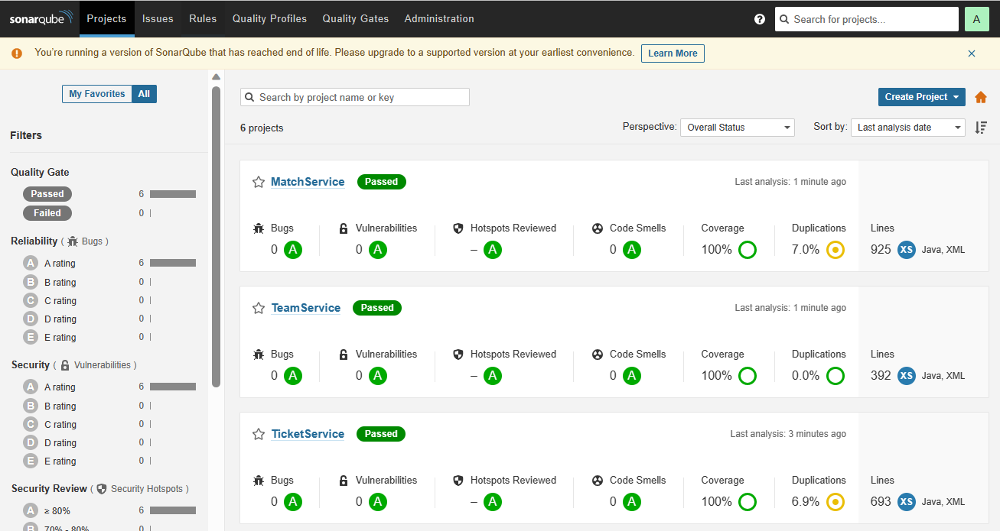 sonarqube Projects Issues Rules Quality Profiles Quality Gates Administration ? Search for projects... A
You're running a version of SonarQube that has reached end of life. Please upgrade to a supported version at your earliest convenience. Learn More
My Favorites All
Filters
Quality Gate
Passed 6
Failed 0
Reliability ( Bugs )
A A rating 6
B B rating 0
C C rating 0
D D rating 0
E E rating 0
Security ( Vulnerabilities )
A A rating 6
B B rating 0
C C rating 0
D D rating 0
E E rating 0
Security Review ( Security Hotspots )
A ≥ 80% 6
B 70% - 80% 0
Search by project name or key Create Project
6 projects Perspective: Overall Status Sort by: Last analysis date
MatchService Passed Last analysis: 1 minute ago
Bugs Vulnerabilities Hotspots Reviewed Code Smells Coverage Duplications Lines
0 A 0 A – A 0 A 100% 7.0% 925 XS Java, XML
TeamService Passed Last analysis: 1 minute ago
Bugs Vulnerabilities Hotspots Reviewed Code Smells Coverage Duplications Lines
0 A 0 A – A 0 A 100% 0.0% 392 XS Java, XML
TicketService Passed Last analysis: 3 minutes ago
Bugs Vulnerabilities Hotspots Reviewed Code Smells Coverage Duplications Lines
0 A 0 A – A 0 A 100% 6.9% 693 XS Java, XML